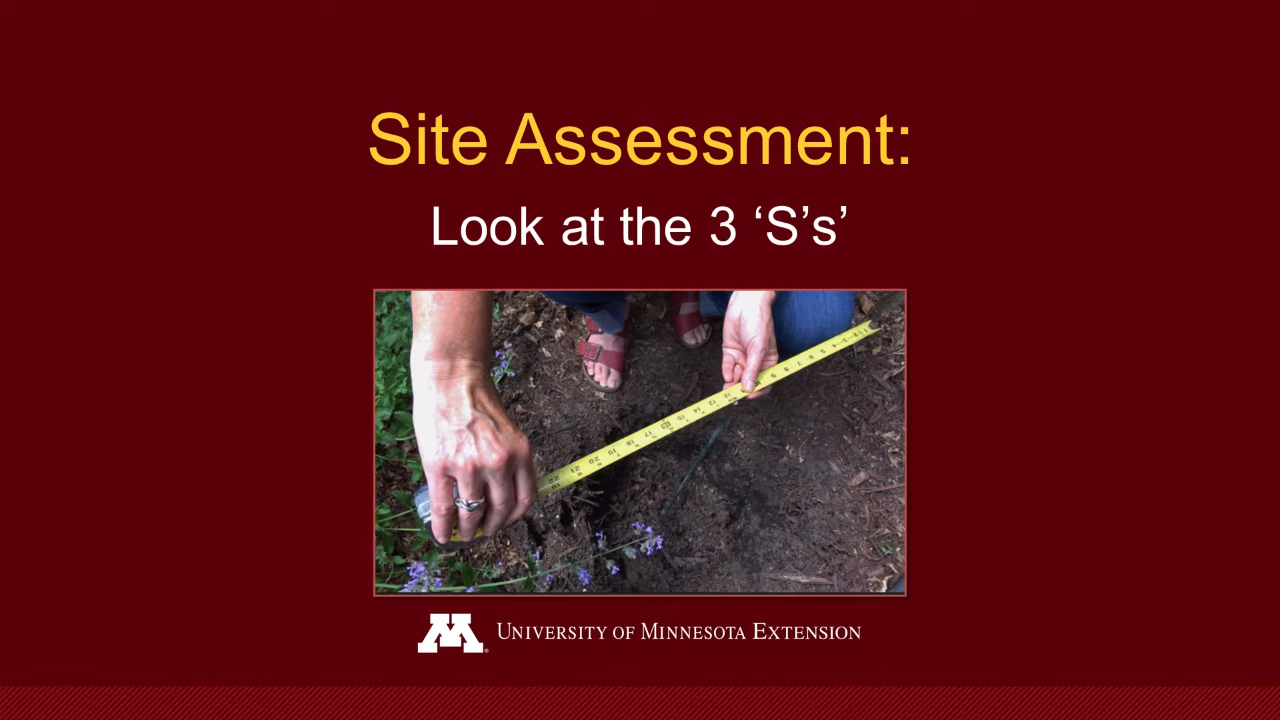 Site Assessment:
Look at the 3 ‘S’s’
UNIVERSITY OF MINNESOTA EXTENSION